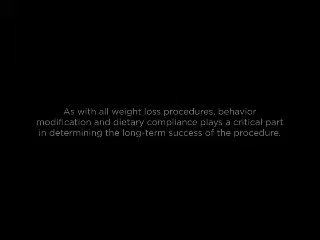 As with all weight loss procedures, behavior
modification and dietary compliance plays a critical part
in determining the long-term success of the procedure.